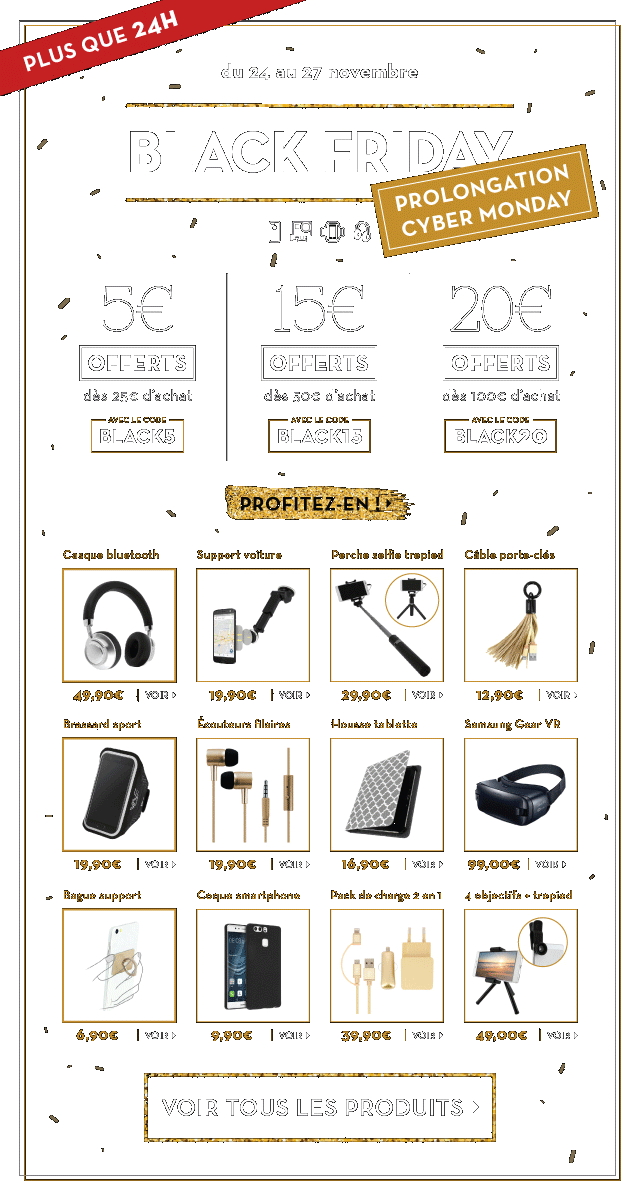 PLUS QUE 24H
du 24 au 27 novembre
BLACK FRIDAY
PROLONGATION
CYBER MONDAY
5€ 15€ 20€
OFFERTS OFFERTS OFFERTS
dès 25€ d'achat dès 50€ d'achat dès 100€ d'achat
AVEC LE CODE AVEC LE CODE AVEC LE CODE
BLACK5 BLACK15 BLACK20
PROFITEZ-EN !
Casque bluetooth Support voiture Perche selfie trepied Câble porte-clés
49,90€ VOIR 19,90€ VOIR 29,90€ VOIR 12,90€ VOIR
Brassard sport Écouteurs filaires Housse tablette Samsung Gear VR
19,90€ VOIR 19,90€ VOIR 16,90€ VOIR 99,00€ VOIR
Bague support Coque smartphone Pack de charge 2 en 1 4 objectifs + trepied
6,90€ VOIR 9,90€ VOIR 39,90€ VOIR 49,00€ VOIR
VOIR TOUS LES PRODUITS